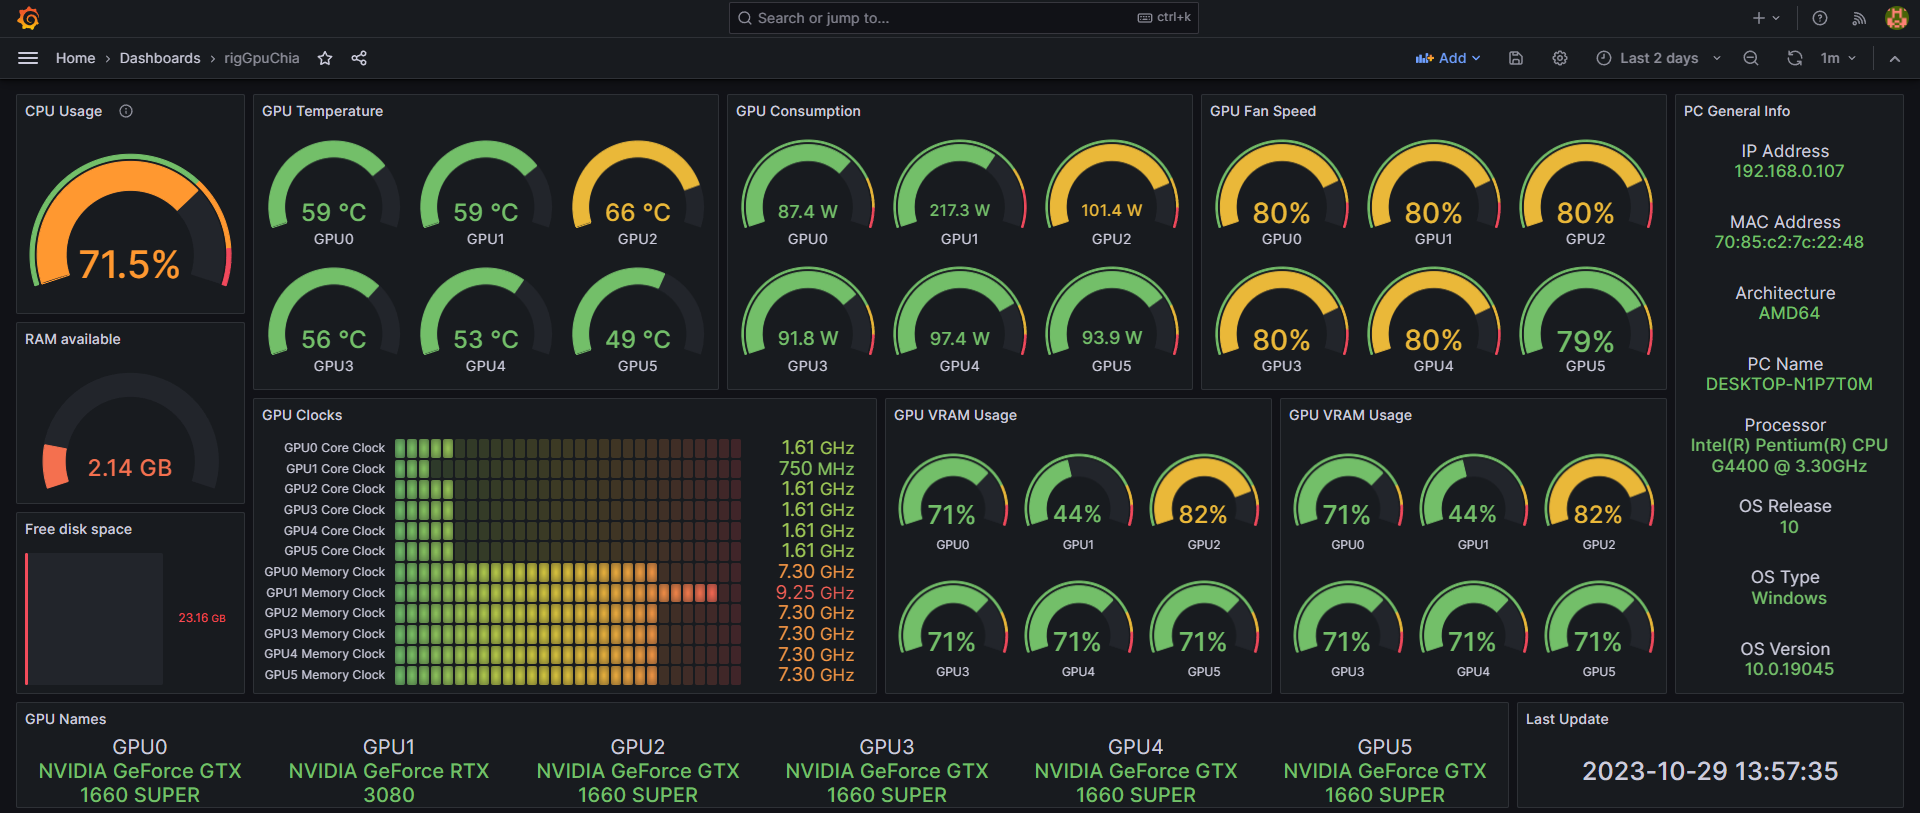 Search or jump to...
ctrl+k
Home › Dashboards › rigGpuChia
Add
Last 2 days
1m
CPU Usage
71.5%
RAM available
2.14 GB
Free disk space
23.16 GB
GPU Temperature
59 °C
GPU0
59 °C
GPU1
66 °C
GPU2
56 °C
GPU3
53 °C
GPU4
49 °C
GPU5
GPU Consumption
87.4 W
GPU0
217.3 W
GPU1
101.4 W
GPU2
91.8 W
GPU3
97.4 W
GPU4
93.9 W
GPU5
GPU Fan Speed
80%
GPU0
80%
GPU1
80%
GPU2
80%
GPU3
80%
GPU4
79%
GPU5
GPU Clocks
GPU0 Core Clock 1.61 GHz
GPU1 Core Clock 750 MHz
GPU2 Core Clock 1.61 GHz
GPU3 Core Clock 1.61 GHz
GPU4 Core Clock 1.61 GHz
GPU5 Core Clock 1.61 GHz
GPU0 Memory Clock 7.30 GHz
GPU1 Memory Clock 9.25 GHz
GPU2 Memory Clock 7.30 GHz
GPU3 Memory Clock 7.30 GHz
GPU4 Memory Clock 7.30 GHz
GPU5 Memory Clock 7.30 GHz
GPU VRAM Usage
71%
GPU0
44%
GPU1
82%
GPU2
71%
GPU3
71%
GPU4
71%
GPU5
GPU VRAM Usage
71%
GPU0
44%
GPU1
82%
GPU2
71%
GPU3
71%
GPU4
71%
GPU5
PC General Info
IP Address
192.168.0.107
MAC Address
70:85:c2:7c:22:48
Architecture
AMD64
PC Name
DESKTOP-N1P7T0M
Processor
Intel(R) Pentium(R) CPU
G4400 @ 3.30GHz
OS Release
10
OS Type
Windows
OS Version
10.0.19045
GPU Names
GPU0
NVIDIA GeForce GTX
1660 SUPER
GPU1
NVIDIA GeForce RTX
3080
GPU2
NVIDIA GeForce GTX
1660 SUPER
GPU3
NVIDIA GeForce GTX
1660 SUPER
GPU4
NVIDIA GeForce GTX
1660 SUPER
GPU5
NVIDIA GeForce GTX
1660 SUPER
Last Update
2023-10-29 13:57:35